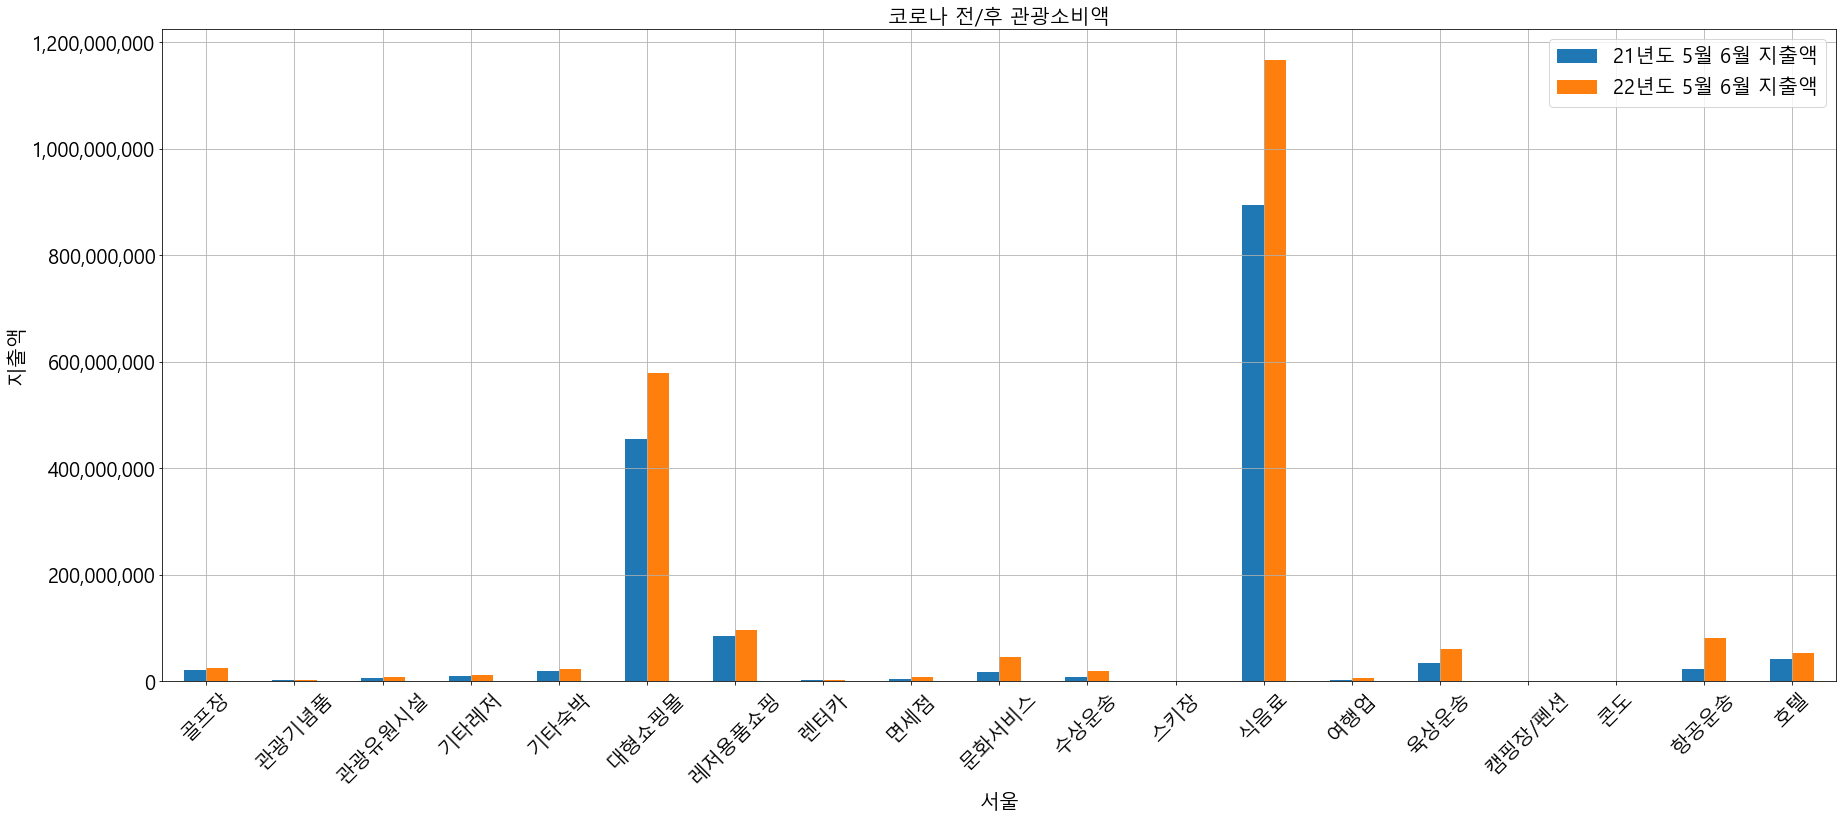 코로나 전/후 관광소비액
21년도 5월 6월 지출액
22년도 5월 6월 지출액
1,200,000,000
1,000,000,000
800,000,000
600,000,000
400,000,000
200,000,000
0
지출액
골프장
관광기념품
관광유원시설
기타레저
기타숙박
대형쇼핑몰
레저용품쇼핑
렌터카
면세점
문화서비스
수상운송
스키장
식음료
여행업
육상운송
캠핑장/펜션
콘도
항공운송
호텔
서울